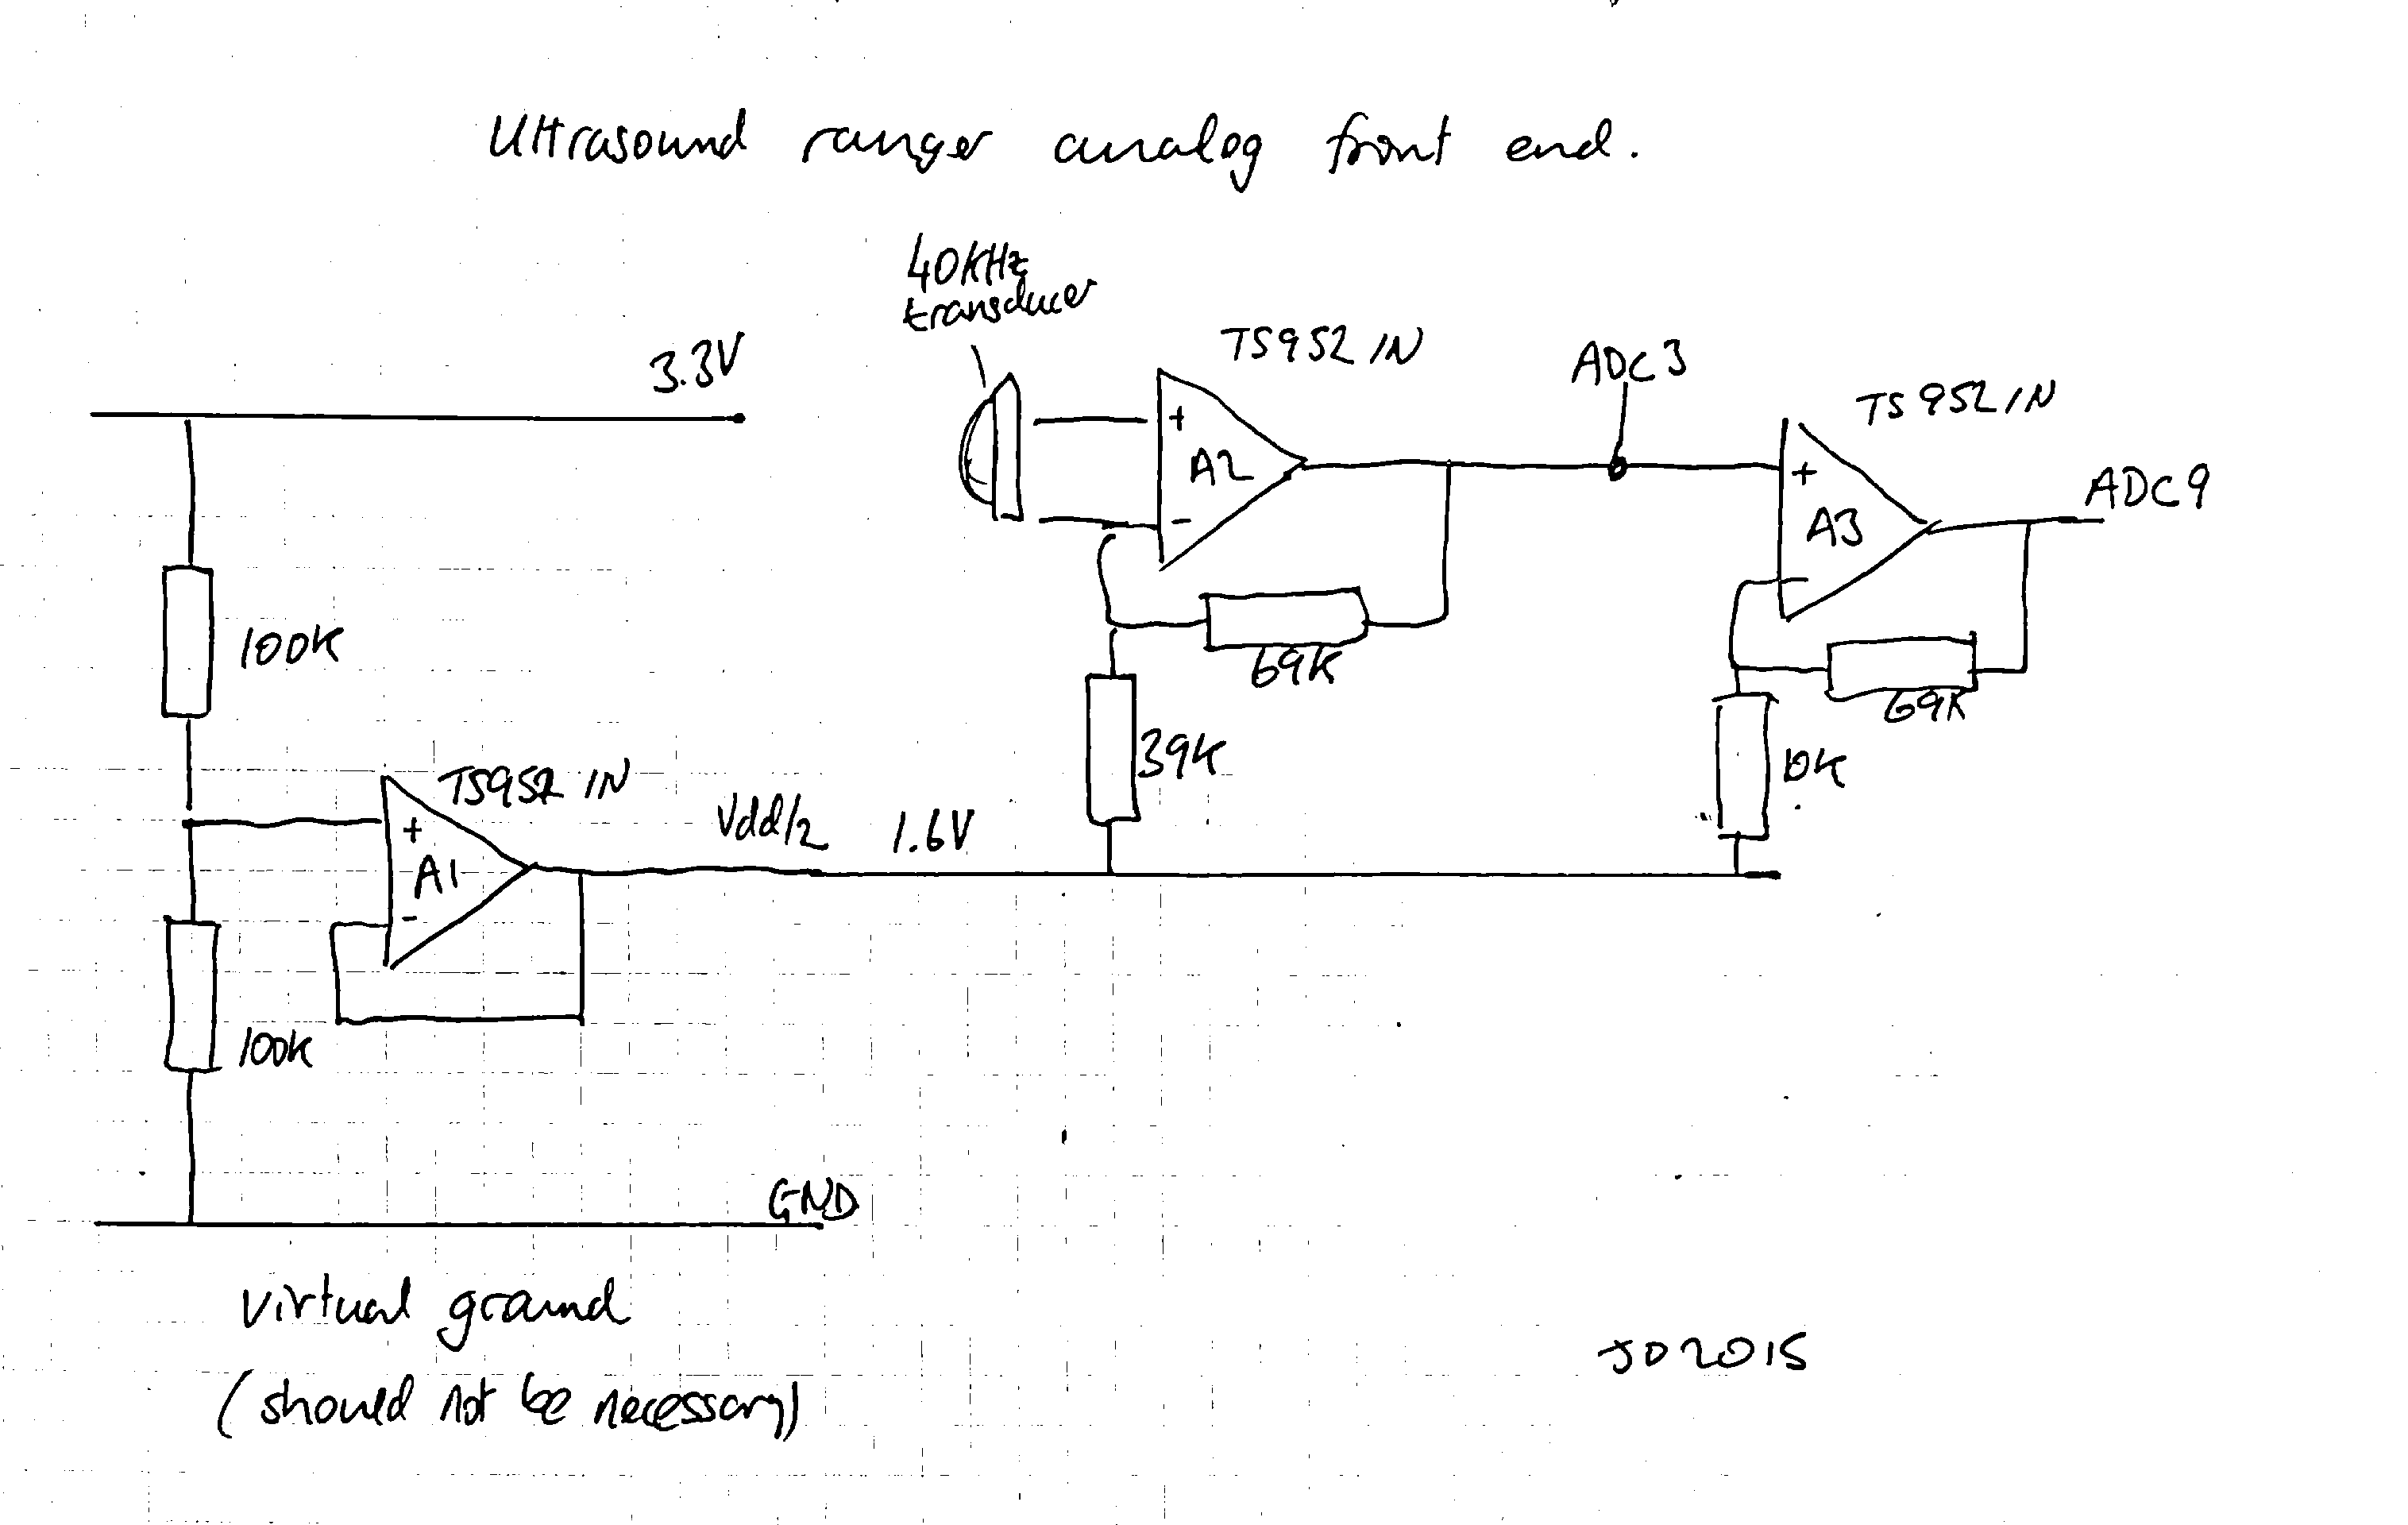 Ultrasound ranger analog front end.
40KHz
transducer
3.3V
TS952IN
ADC3
TS952IN
+
A2
-
+
A3
-
ADC9
100K
69K
69K
39K
10K
TS952IN
+
A1
-
Vdd/2 1.6V
100K
GND
virtual ground
(should not be necessary)
JD2015